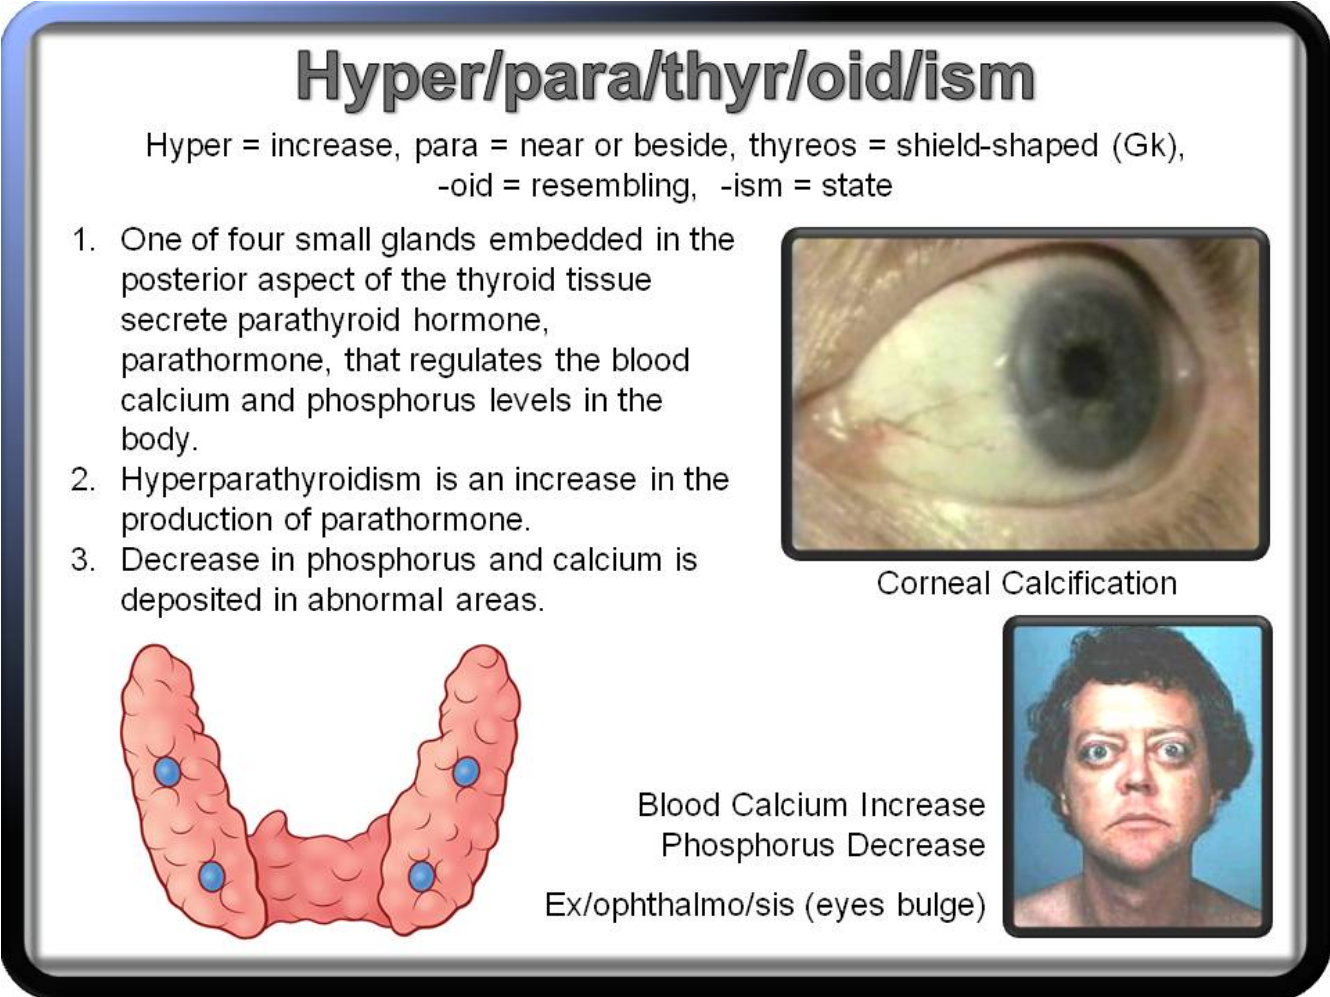 Hyper/para/thyr/oid/ism
Hyper = increase, para = near or beside, thyreos = shield-shaped (Gk),
-oid = resembling, -ism = state
1. One of four small glands embedded in the
posterior aspect of the thyroid tissue
secrete parathyroid hormone,
parathormone, that regulates the blood
calcium and phosphorus levels in the
body.
2. Hyperparathyroidism is an increase in the
production of parathormone.
3. Decrease in phosphorus and calcium is
deposited in abnormal areas.
Corneal Calcification
Blood Calcium Increase
Phosphorus Decrease
Ex/ophthalmo/sis (eyes bulge)